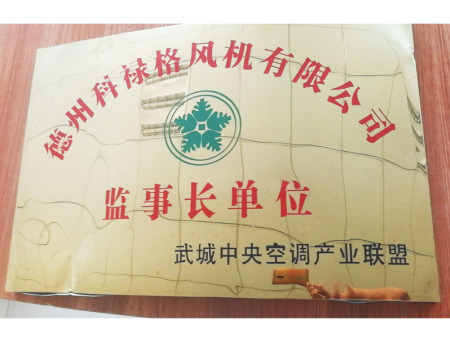 德州科禄格风机有限公司
监事长单位
武城中央空调产业联盟